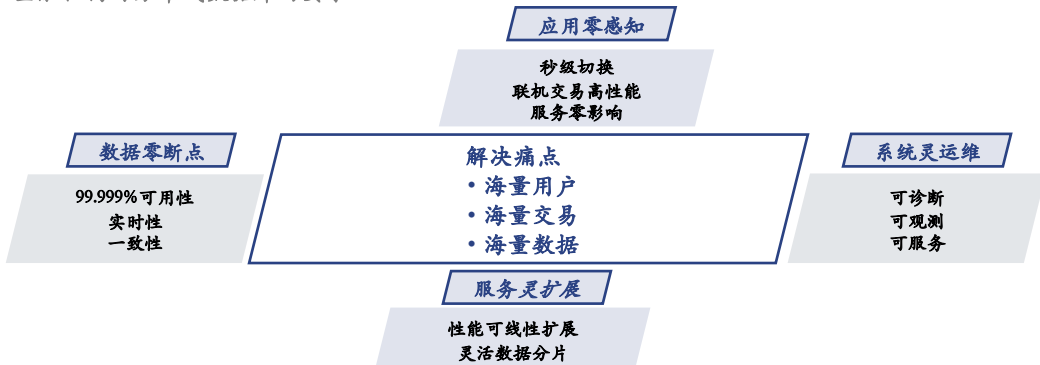 应用零感知
秒级切换
联机交易高性能
服务零影响
数据零断点
99.999%可用性
实时性
一致性
解决痛点
•海量用户
•海量交易
•海量数据
系统灵运维
可诊断
可观测
可服务
服务灵扩展
性能可线性扩展
灵活数据分片